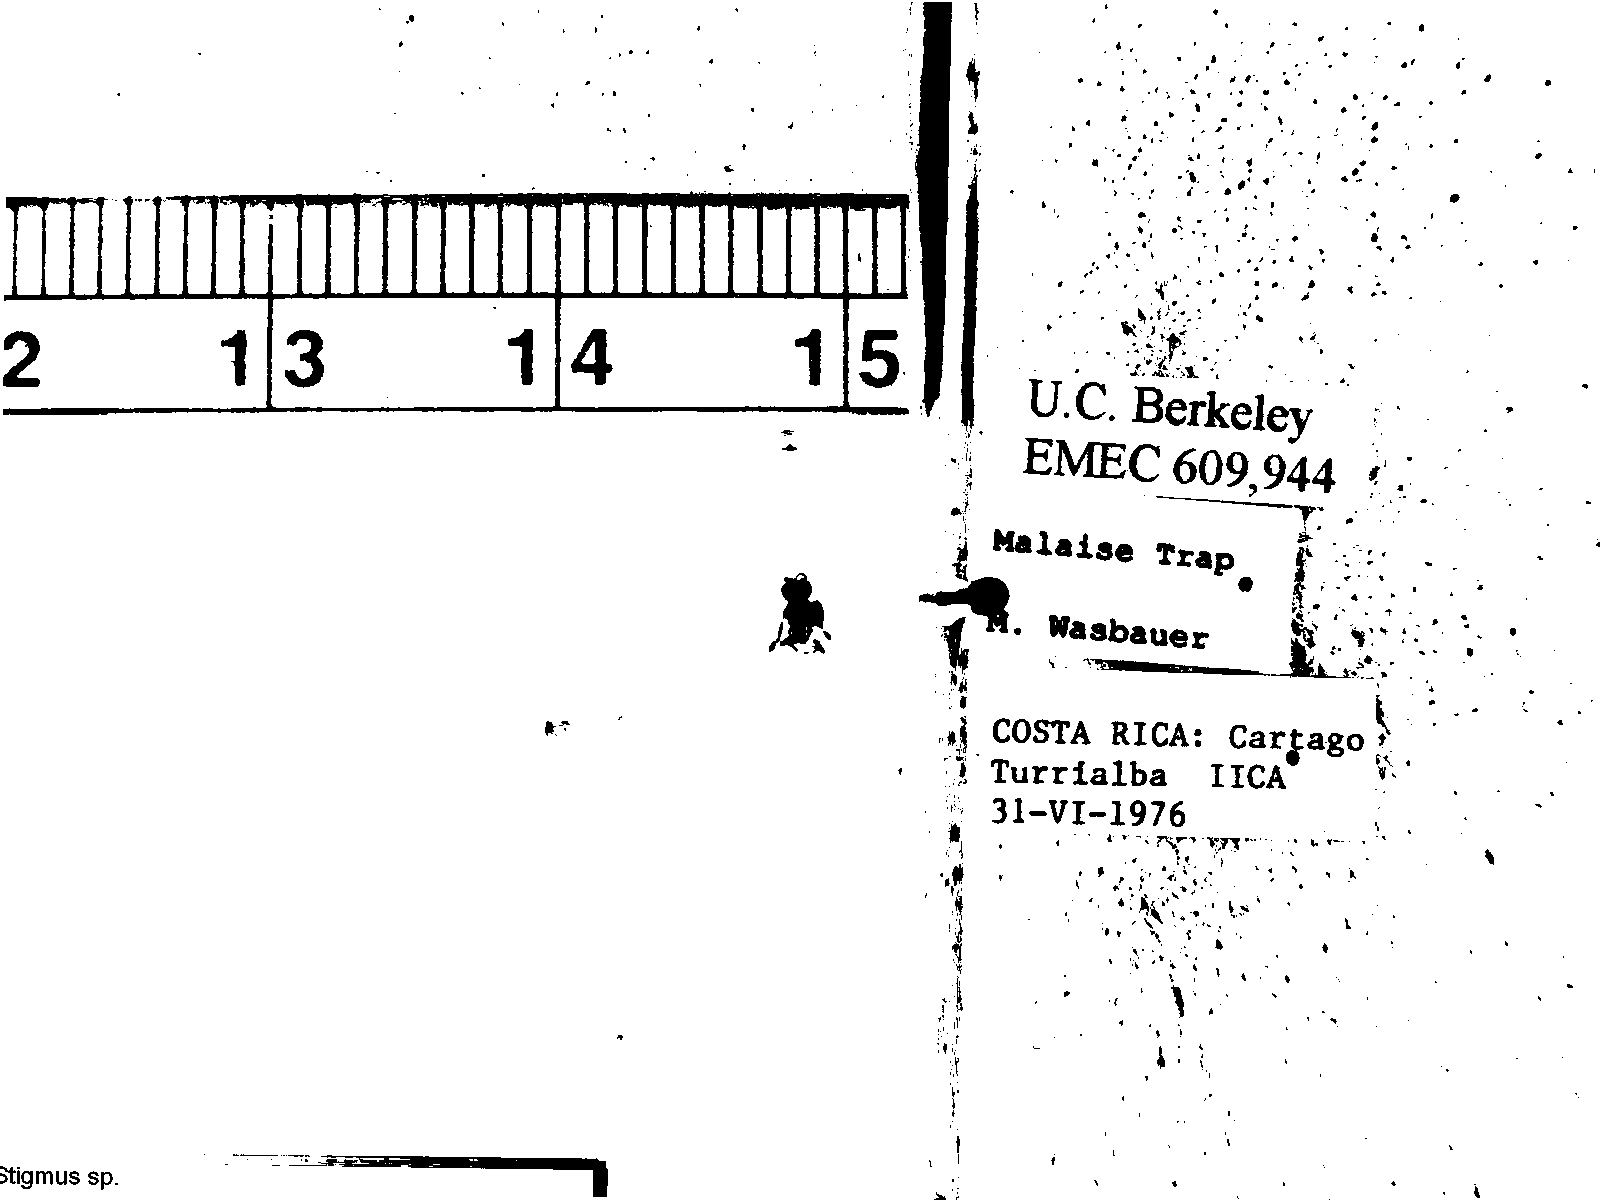 2 1 3 1 4 1 5
U.C. Berkeley
EMEC 609,944
Malaise Trap
M. Wasbauer
COSTA RICA: Cartago
Turrialba IICA
31-VI-1976
Stigmus sp.